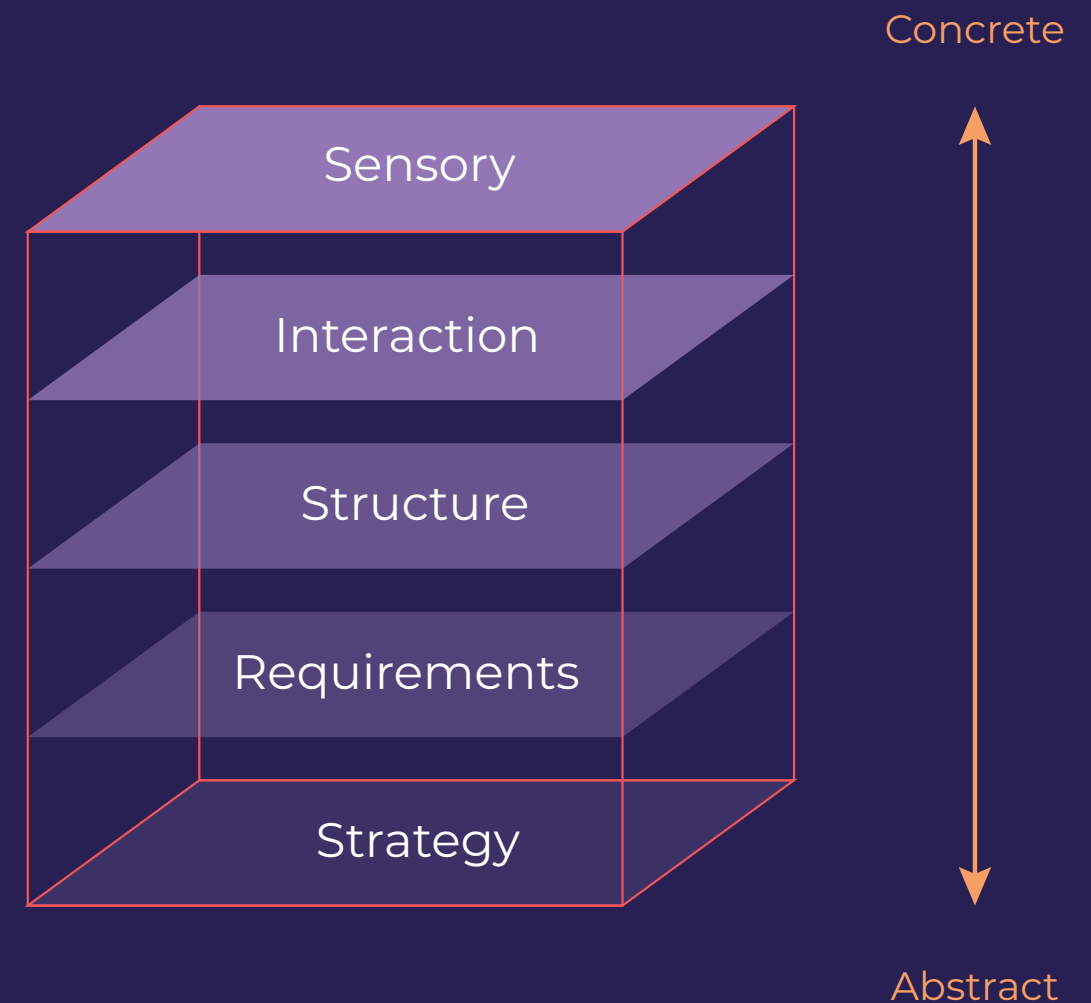 Concrete
Sensory
Interaction
Structure
Requirements
Strategy
Abstract